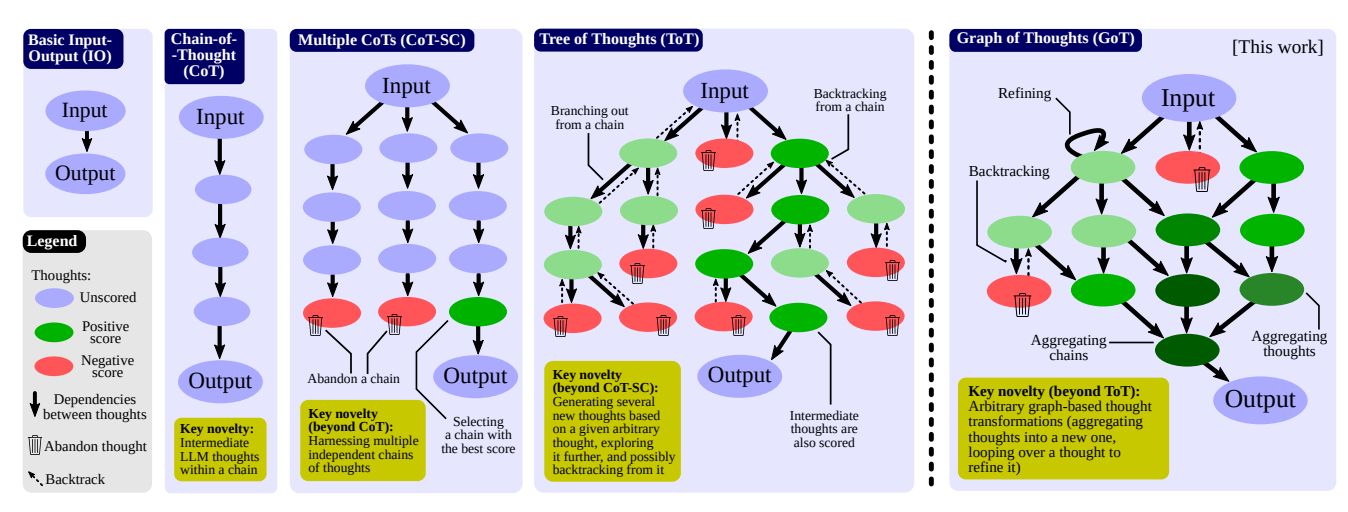 Basic Input-
Output (IO)
Input
Output
Legend
Thoughts:
Unscored
Positive
score
Negative
score
Dependencies
between thoughts
Abandon thought
Backtrack
Chain-of-
-Thought
(CoT)
Input
Output
Key novelty:
Intermediate
LLM thoughts
within a chain
Multiple CoTs (CoT-SC)
Input
Abandon a chain
Output
Key novelty
(beyond CoT):
Harnessing multiple
independent chains
of thoughts
Selecting
a chain with
the best score
Tree of Thoughts (ToT)
Input
Branching out
from a chain
Backtracking
from a chain
Output
Key novelty
(beyond CoT-SC):
Generating several
new thoughts based
on a given arbitrary
thought, exploring
it further, and possibly
backtracking from it
Intermediate
thoughts are
also scored
Graph of Thoughts (GoT)
[This work]
Refining
Input
Backtracking
Aggregating
chains
Aggregating
thoughts
Output
Key novelty (beyond ToT):
Arbitrary graph-based thought
transformations (aggregating
thoughts into a new one,
looping over a thought to
refine it)